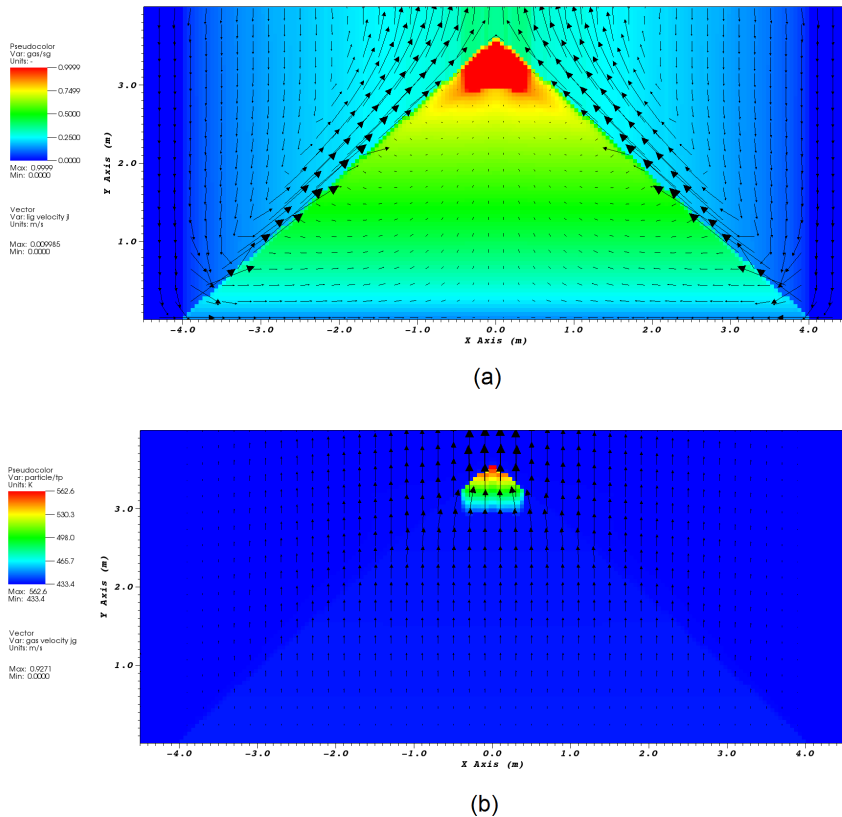 Pseudocolor
Var: gas/sg
Units: -
0.9999
0.7499
0.5000
0.2500
0.0000
Max: 0.9999
Min: 0.0000
Vector
Var: liq velocity jl
Units: m/s
Max: 0.009985
Min: 0.0000
Y Axis (m)
3.0
2.0
1.0
-4.0 -3.0 -2.0 -1.0 0.0 1.0 2.0 3.0 4.0
X Axis (m)
(a)
Pseudocolor
Var: particle/tp
Units: K
562.6
530.3
498.0
465.7
433.4
Max: 562.6
Min: 433.4
Vector
Var: gas velocity jg
Units: m/s
Max: 0.9271
Min: 0.0000
Y Axis (m)
3.0
2.0
1.0
-4.0 -3.0 -2.0 -1.0 0.0 1.0 2.0 3.0 4.0
X Axis (m)
(b)